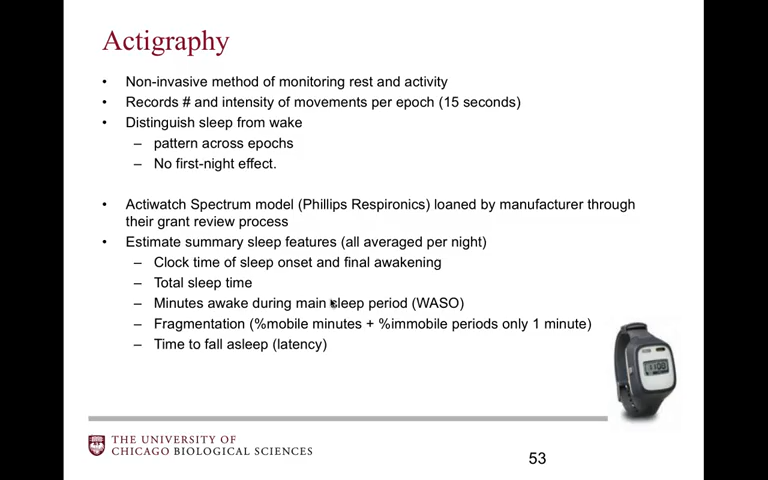 Actigraphy
• Non-invasive method of monitoring rest and activity
• Records # and intensity of movements per epoch (15 seconds)
• Distinguish sleep from wake
– pattern across epochs
– No first-night effect.
• Actiwatch Spectrum model (Phillips Respironics) loaned by manufacturer through
their grant review process
• Estimate summary sleep features (all averaged per night)
– Clock time of sleep onset and final awakening
– Total sleep time
– Minutes awake during main sleep period (WASO)
– Fragmentation (%mobile minutes + %immobile periods only 1 minute)
– Time to fall asleep (latency)
THE UNIVERSITY OF
CHICAGO BIOLOGICAL SCIENCES
53